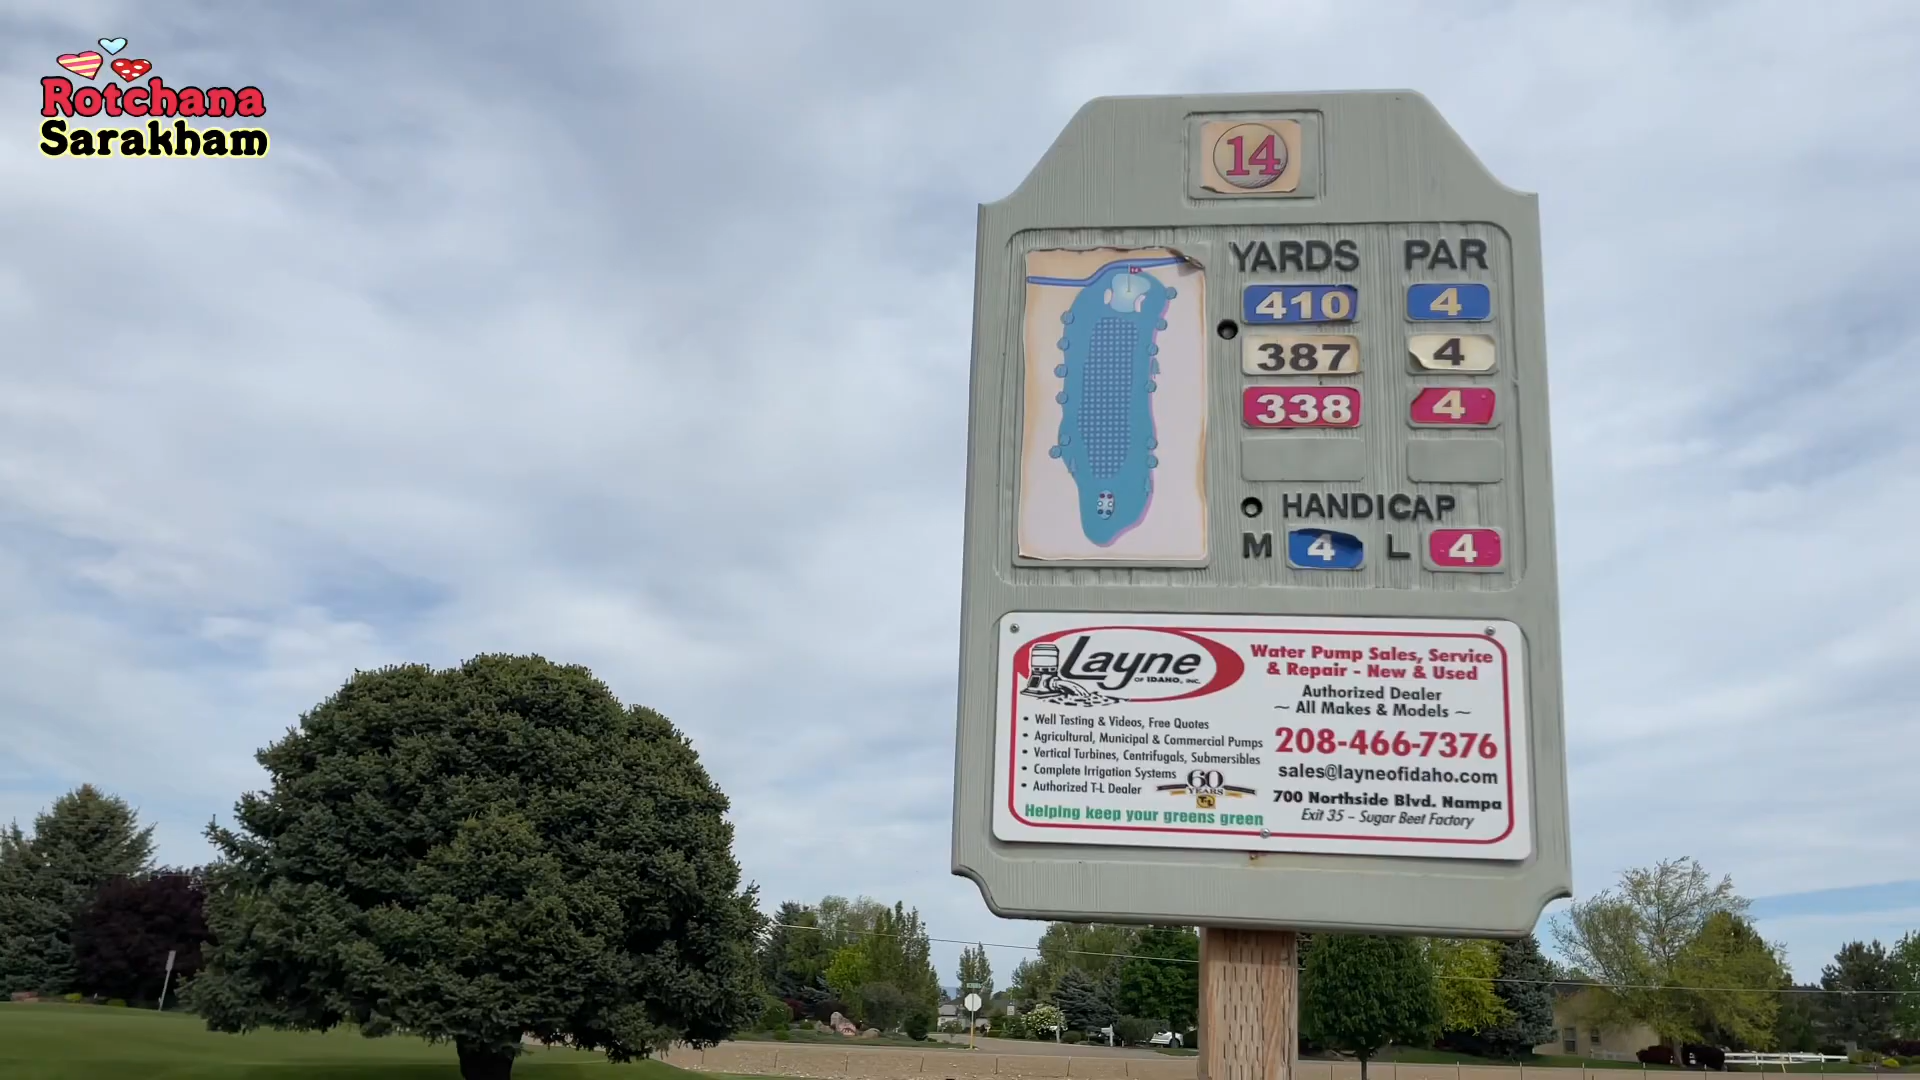 Rotchana
Sarakham
14
YARDS PAR
410 4
387 4
338 4
HANDICAP
M 4 L 4
Layne
OF IDAHO, INC.
• Well Testing & Videos, Free Quotes
• Agricultural, Municipal & Commercial Pumps
• Vertical Turbines, Centrifugals, Submersibles
• Complete Irrigation Systems
• Authorized T-L Dealer
60
YEARS
T-L
Helping keep your greens green
Water Pump Sales, Service
& Repair - New & Used
Authorized Dealer
~ All Makes & Models ~
208-466-7376
sales@layneofidaho.com
700 Northside Blvd. Nampa
Exit 35 – Sugar Beet Factory